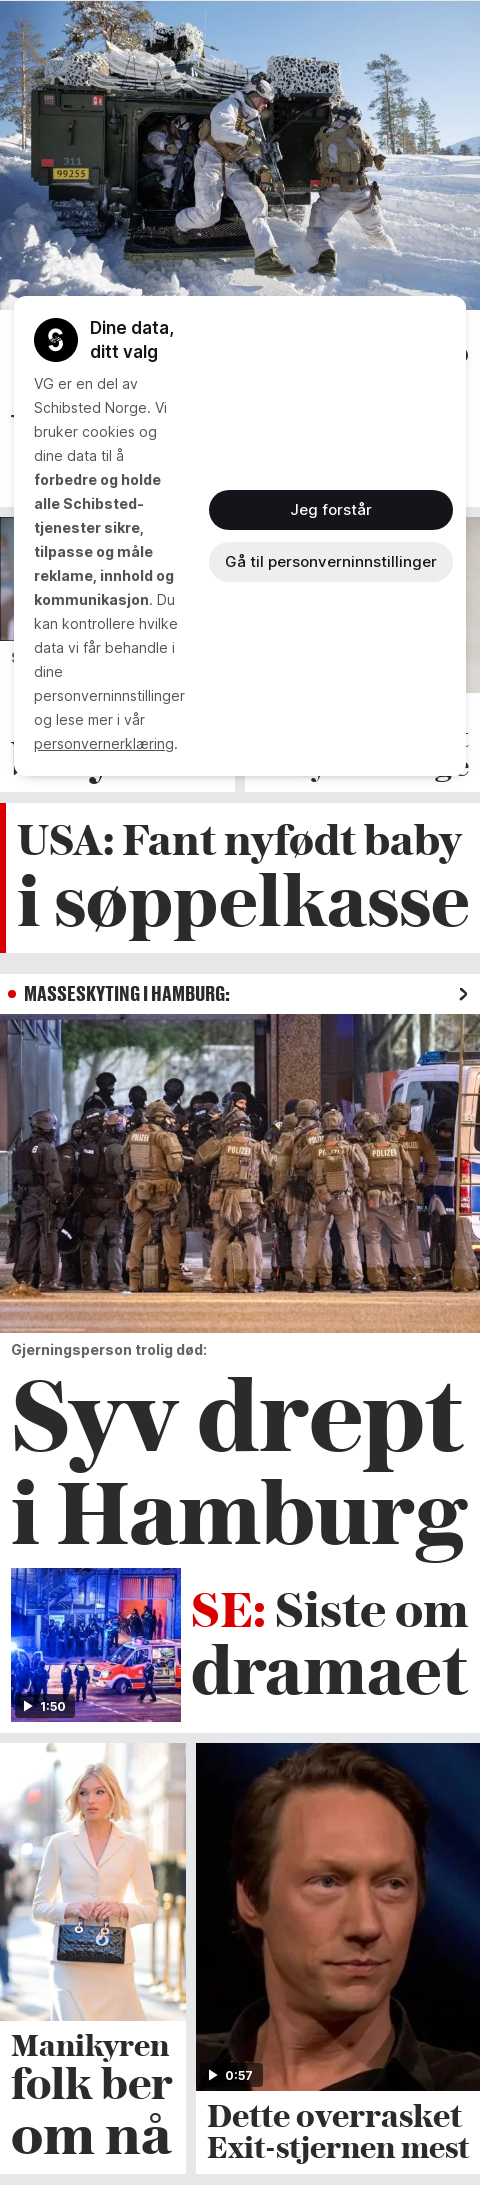 311
99255
Dine data,
ditt valg
VG er en del av
Schibsted Norge. Vi
bruker cookies og
dine data til å
forbedre og holde
alle Schibsted-
tjenester sikre,
tilpasse og måle
reklame, innhold og
kommunikasjon. Du
kan kontrollere hvilke
data vi får behandle i
dine
personverninnstillinger
og lese mer i vår
personvernerklæring.
Jeg forstår
Gå til personverninnstillinger
USA: Fant nyfødt baby
i søppelkasse
MASSESKYTING I HAMBURG:
POLIZEI
POLIZEI
POLIZEI
POLIZEI
Gjerningsperson trolig død:
Syv drept
i Hamburg
SE: Siste om
dramaet
1:50
Manikyren
folk ber
om nå
0:57
Dette overrasket
Exit-stjernen mest